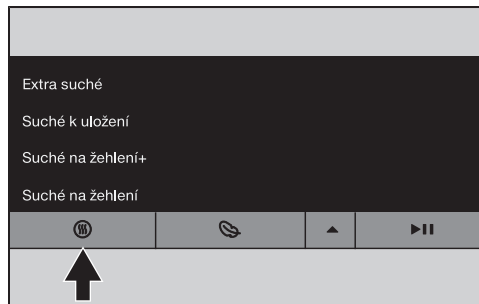 Extra suché
Suché k uložení
Suché na žehlení+
Suché na žehlení